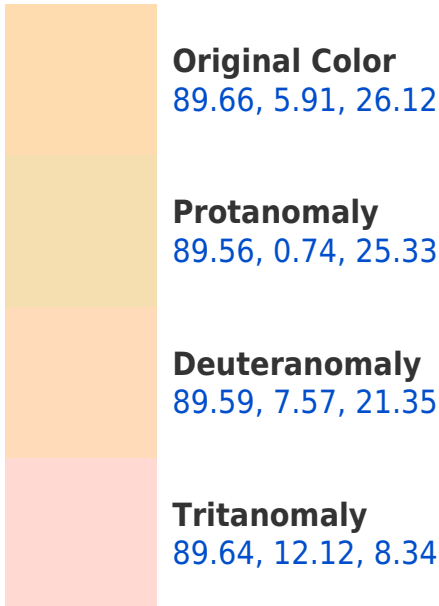 Original Color
89.66, 5.91, 26.12
Protanomaly
89.56, 0.74, 25.33
Deuteranomaly
89.59, 7.57, 21.35
Tritanomaly
89.64, 12.12, 8.34